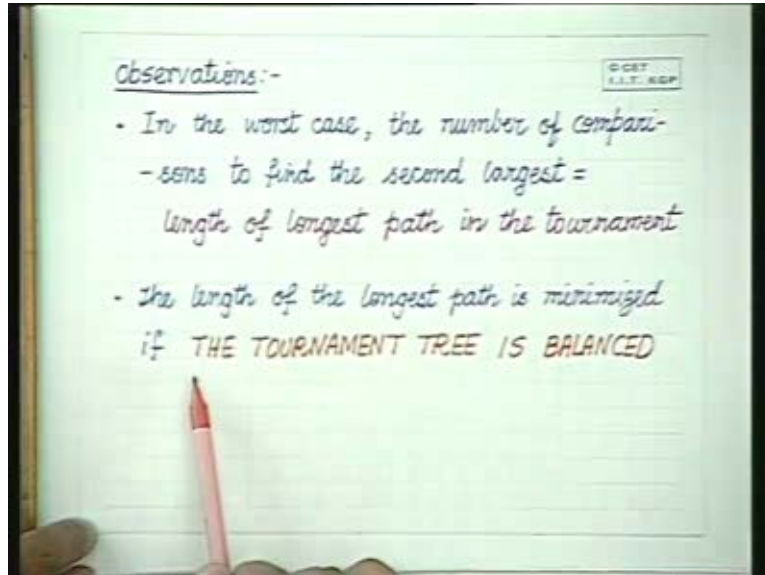 Observations:-
© CET
I.I.T. KGP
- In the worst case, the number of compari-
- sons to find the second largest =
length of longest path in the tournament
- the length of the longest path is minimized
if THE TOURNAMENT TREE IS BALANCED